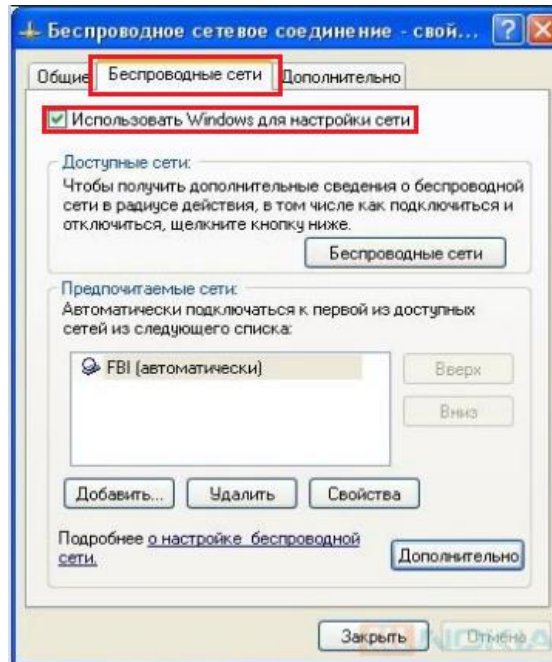 Беспроводное сетевое соединение - свой... ?
Общие Беспроводные сети Дополнительно
Использовать Windows для настройки сети
Доступные сети:
Чтобы получить дополнительные сведения о беспроводной
сети в радиусе действия, в том числе как подключиться и
отключиться, щелкните кнопку ниже.
Беспроводные сети
Предпочитаемые сети:
Автоматически подключаться к первой из доступных
сетей из следующего списка:
FBI (автоматически)
Вверх
Вниз
Добавить... Удалить Свойства
Подробнее о настройке беспроводной
сети.
Дополнительно
Закрыть Отмена
NOKIA